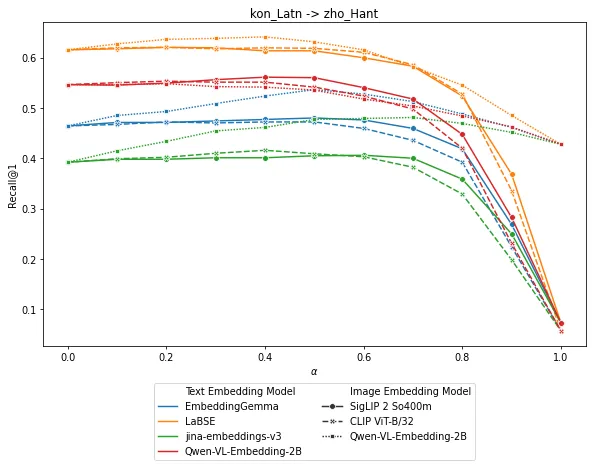 kon_Latn -> zho_Hant
Recall@1
0.6
0.5
0.4
0.3
0.2
0.1
0.0
0.2
0.4
0.6
0.8
1.0
α
Text Embedding Model
EmbeddingGemma
LaBSE
jina-embeddings-v3
Qwen-VL-Embedding-2B
Image Embedding Model
SigLIP 2 So400m
CLIP ViT-B/32
Qwen-VL-Embedding-2B